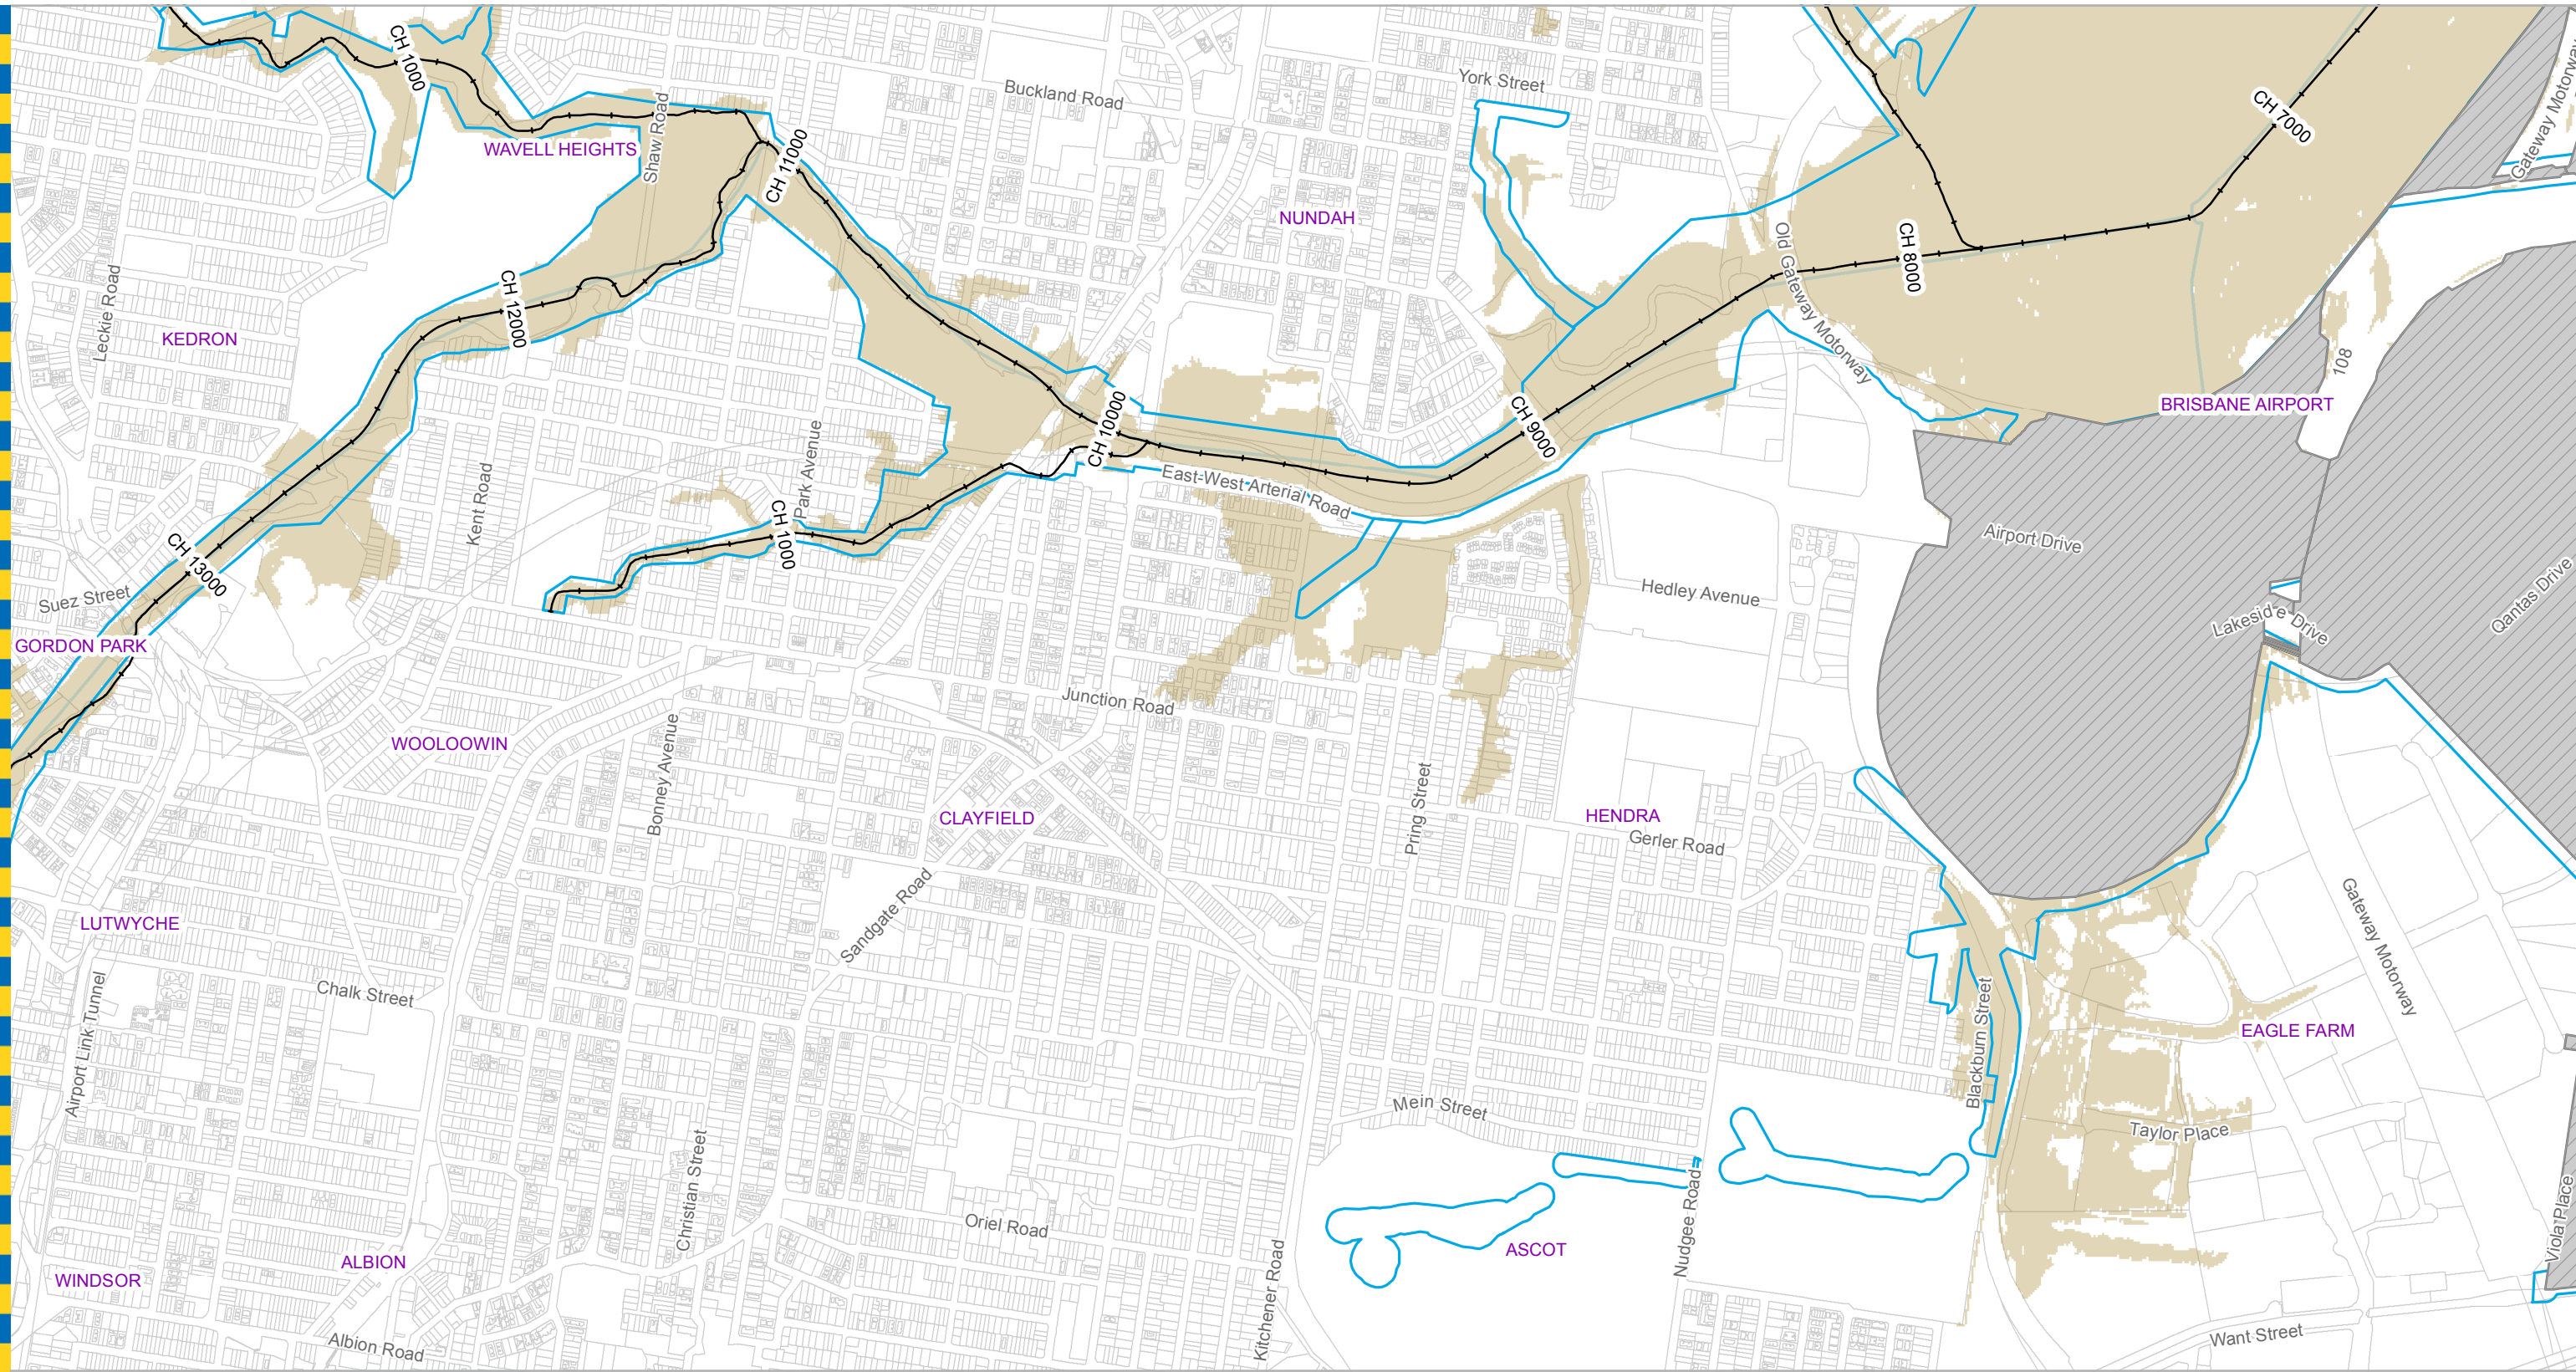 CH 1000
Buckland Road
York Street
CH 7000
Gateway Motorway
Shaw Road
WAVELL HEIGHTS
CH 11000
NUNDAH
Old Gateway Motorway
CH 8000
Leckie Road
CH 12000
KEDRON
108
BRISBANE AIRPORT
CH 10000
CH 9000
Park Avenue
Kent Road
East-West Arterial Road
CH 1000
Airport Drive
CH 13000
Suez Street
Hedley Avenue
Qantas Drive
Lakeside Drive
GORDON PARK
Junction Road
WOOLOOWIN
Bonney Avenue
Pring Street
CLAYFIELD
HENDRA
Gerler Road
Sandgate Road
LUTWYCHE
Gateway Motorway
Chalk Street
Airport Link Tunnel
Blackburn Street
EAGLE FARM
Mein Street
Taylor Place
Christian Street
Nudgee Road
Oriel Road
Viola Place
ASCOT
Kitchener Road
ALBION
WINDSOR
Albion Road
Want Street